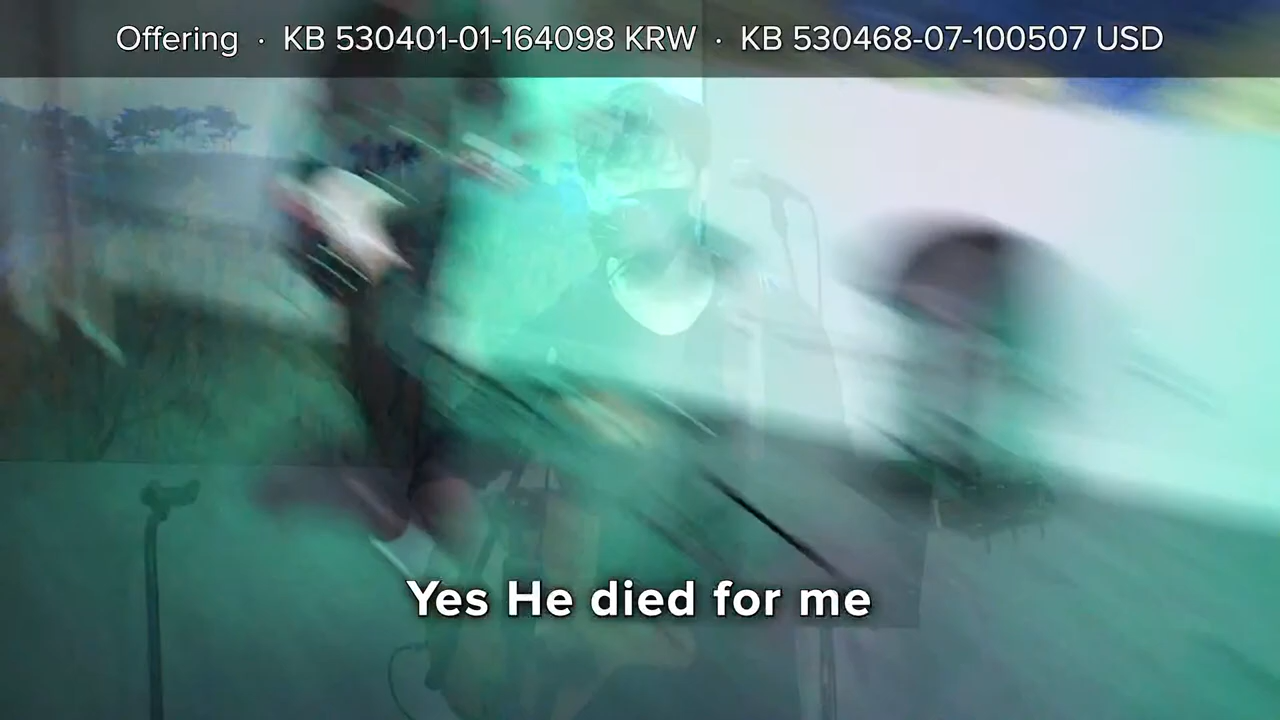 Offering · KB 530401-01-164098 KRW · KB 530468-07-100507 USD
Yes He died for me